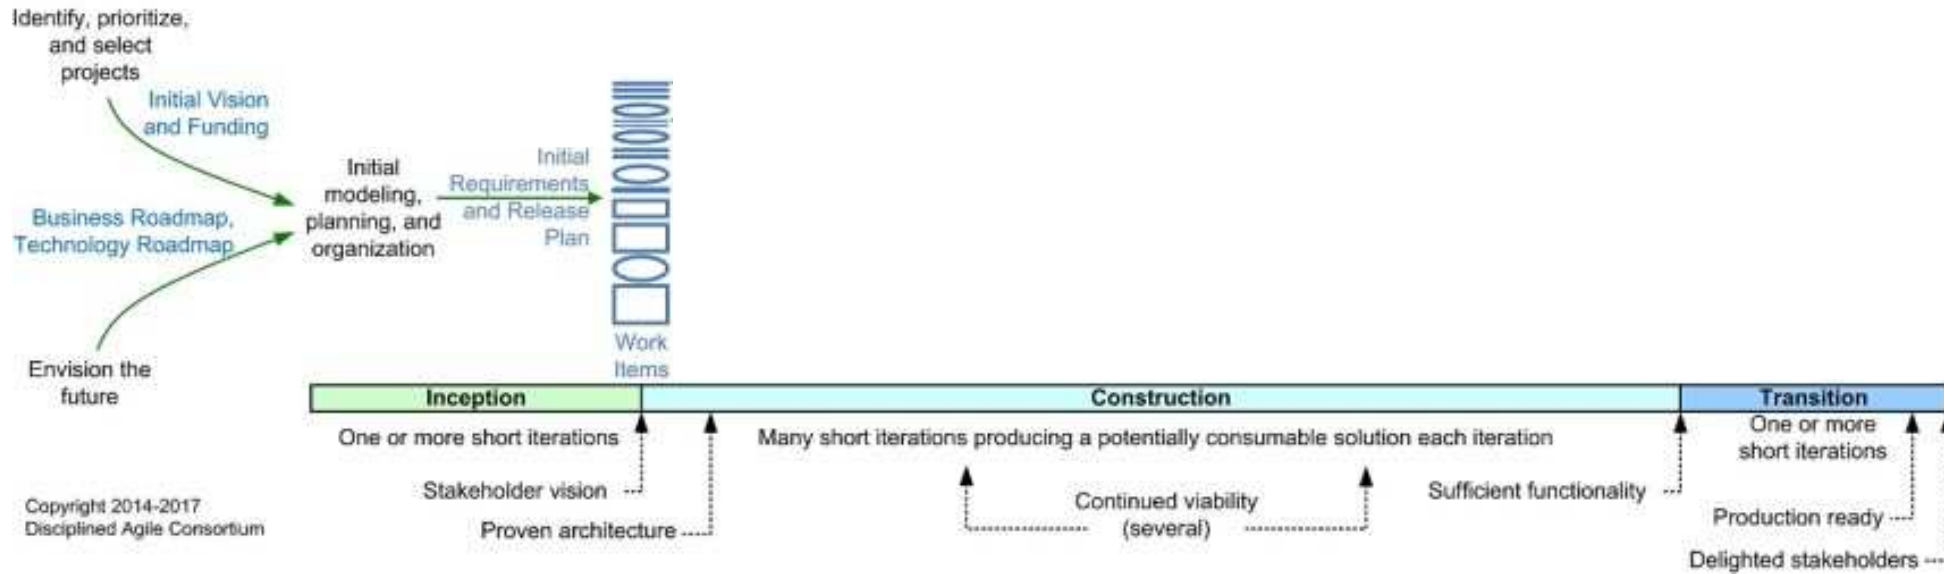 Identify, prioritize,
and select
projects
Initial Vision
and Funding
Business Roadmap,
Technology Roadmap
Envision the
future
Initial
modeling,
planning, and
organization
Initial
Requirements
and Release
Plan
Work
Items
Inception
Construction
Transition
One or more short iterations
Many short iterations producing a potentially consumable solution each iteration
One or more
short iterations
Stakeholder vision
Proven architecture
Continued viability
(several)
Sufficient functionality
Production ready
Delighted stakeholders
Copyright 2014-2017
Disciplined Agile Consortium